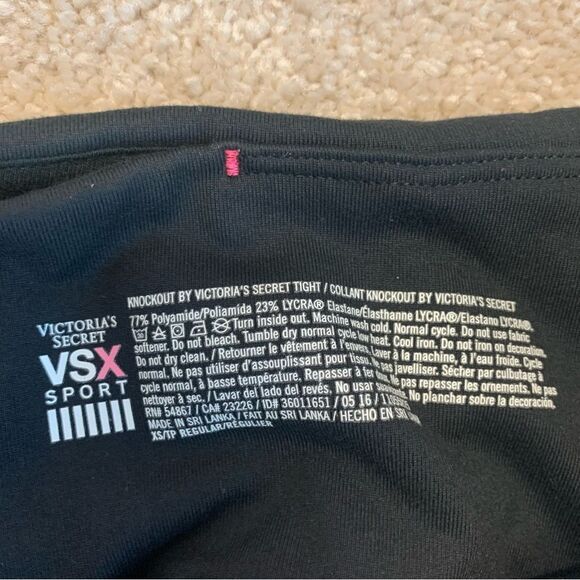 VICTORIA'S
SECRET
VSX
SPORT
KNOCKOUT BY VICTORIA'S SECRET TIGHT / COLLANT KNOCKOUT BY VICTORIA'S SECRET
77% Polyamide/Poliamida 23% LYCRA® Elastane/Élasthanne LYCRA®/Elastano LYCRA®.
Turn inside out. Machine wash cold. Normal cycle. Do not use fabric
softener. Do not bleach. Tumble dry normal cycle low heat. Cool iron. Do not iron on decoration.
Do not dry clean. / Retourner le vêtement à l'envers. Laver à la machine, à l'eau froide. Cycle
normal. Ne pas utiliser d'assouplissant pour tissu. Ne pas javelliser. Sécher par culbutage à
cycle normal, à basse température. Repasser à fer Ne pas repasser les ornements. Ne pas
nettoyer à sec. / Lavar del lado del revés. No usar No planchar sobre la decoración.
RN# 54867 / CA# 23226 / ID# 36011651 / 05 16 /
MADE IN SRI LANKA / FAIT AU SRI LANKA / HECHO EN SRI
XS/TP REGULAR/RÉGULIER